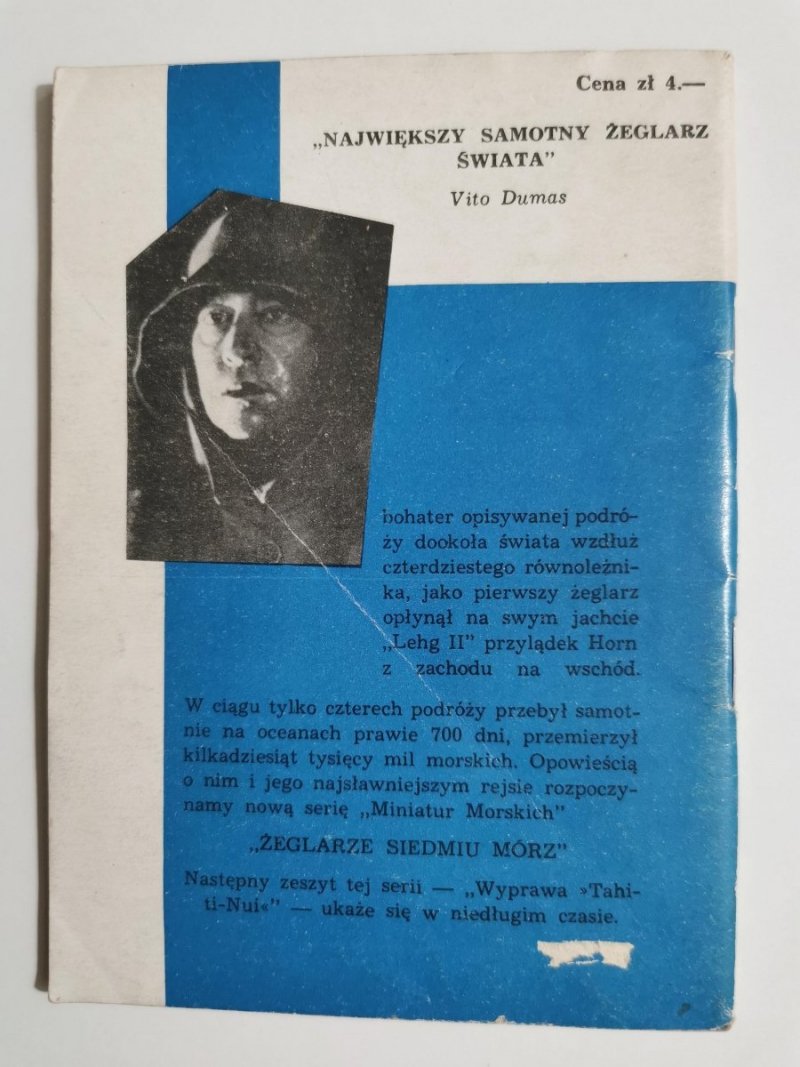 Cena zł 4.—
„NAJWIĘKSZY SAMOTNY ŻEGLARZ
ŚWIATA”
Vito Dumas
bohater opisywanej podró-
ży dookoła świata wzdłuż
czterdziestego równoleżni-
ka, jako pierwszy żeglarz
opłynął na swym jachcie
„Lehg II” przylądek Horn
z zachodu na wschód.
W ciągu tylko czterech podróży przebył samot-
nie na oceanach prawie 700 dni, przemierzył
kilkadziesiąt tysięcy mil morskich. Opowieścią
o nim i jego najsławniejszym rejsie rozpoczy-
namy nową serię „Miniatur Morskich”
„ŻEGLARZE SIEDMIU MÓRZ”
Następny zeszyt tej serii — „Wyprawa »Tahi-
ti-Nui«” — ukaże się w niedługim czasie.